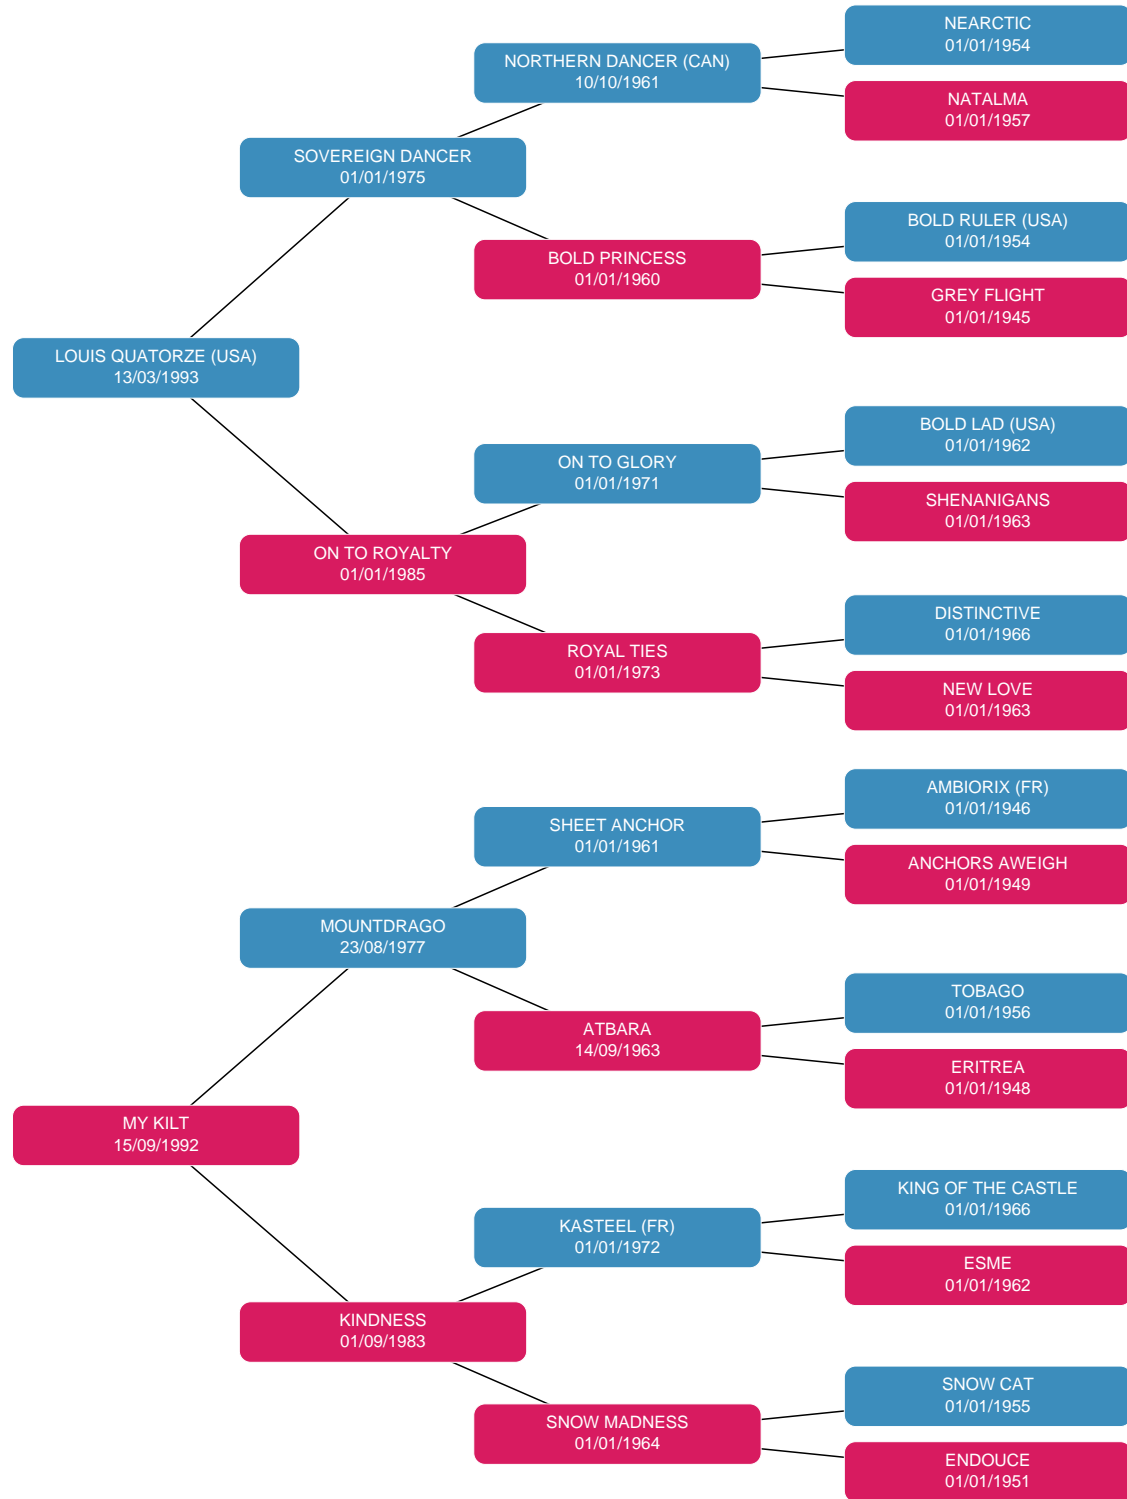 NEARCTIC
01/01/1954
NORTHERN DANCER (CAN)
10/10/1961
NATALMA
01/01/1957
SOVEREIGN DANCER
01/01/1975
BOLD RULER (USA)
01/01/1954
BOLD PRINCESS
01/01/1960
GREY FLIGHT
01/01/1945
LOUIS QUATORZE (USA)
13/03/1993
BOLD LAD (USA)
01/01/1962
ON TO GLORY
01/01/1971
SHENANIGANS
01/01/1963
ON TO ROYALTY
01/01/1985
DISTINCTIVE
01/01/1966
ROYAL TIES
01/01/1973
NEW LOVE
01/01/1963
AMBIORIX (FR)
01/01/1946
SHEET ANCHOR
01/01/1961
ANCHORS AWEIGH
01/01/1949
MOUNTDRAGO
23/08/1977
TOBAGO
01/01/1956
ATBARA
14/09/1963
ERITREA
01/01/1948
MY KILT
15/09/1992
KING OF THE CASTLE
01/01/1966
KASTEEL (FR)
01/01/1972
ESME
01/01/1962
KINDNESS
01/09/1983
SNOW CAT
01/01/1955
SNOW MADNESS
01/01/1964
ENDOUCE
01/01/1951